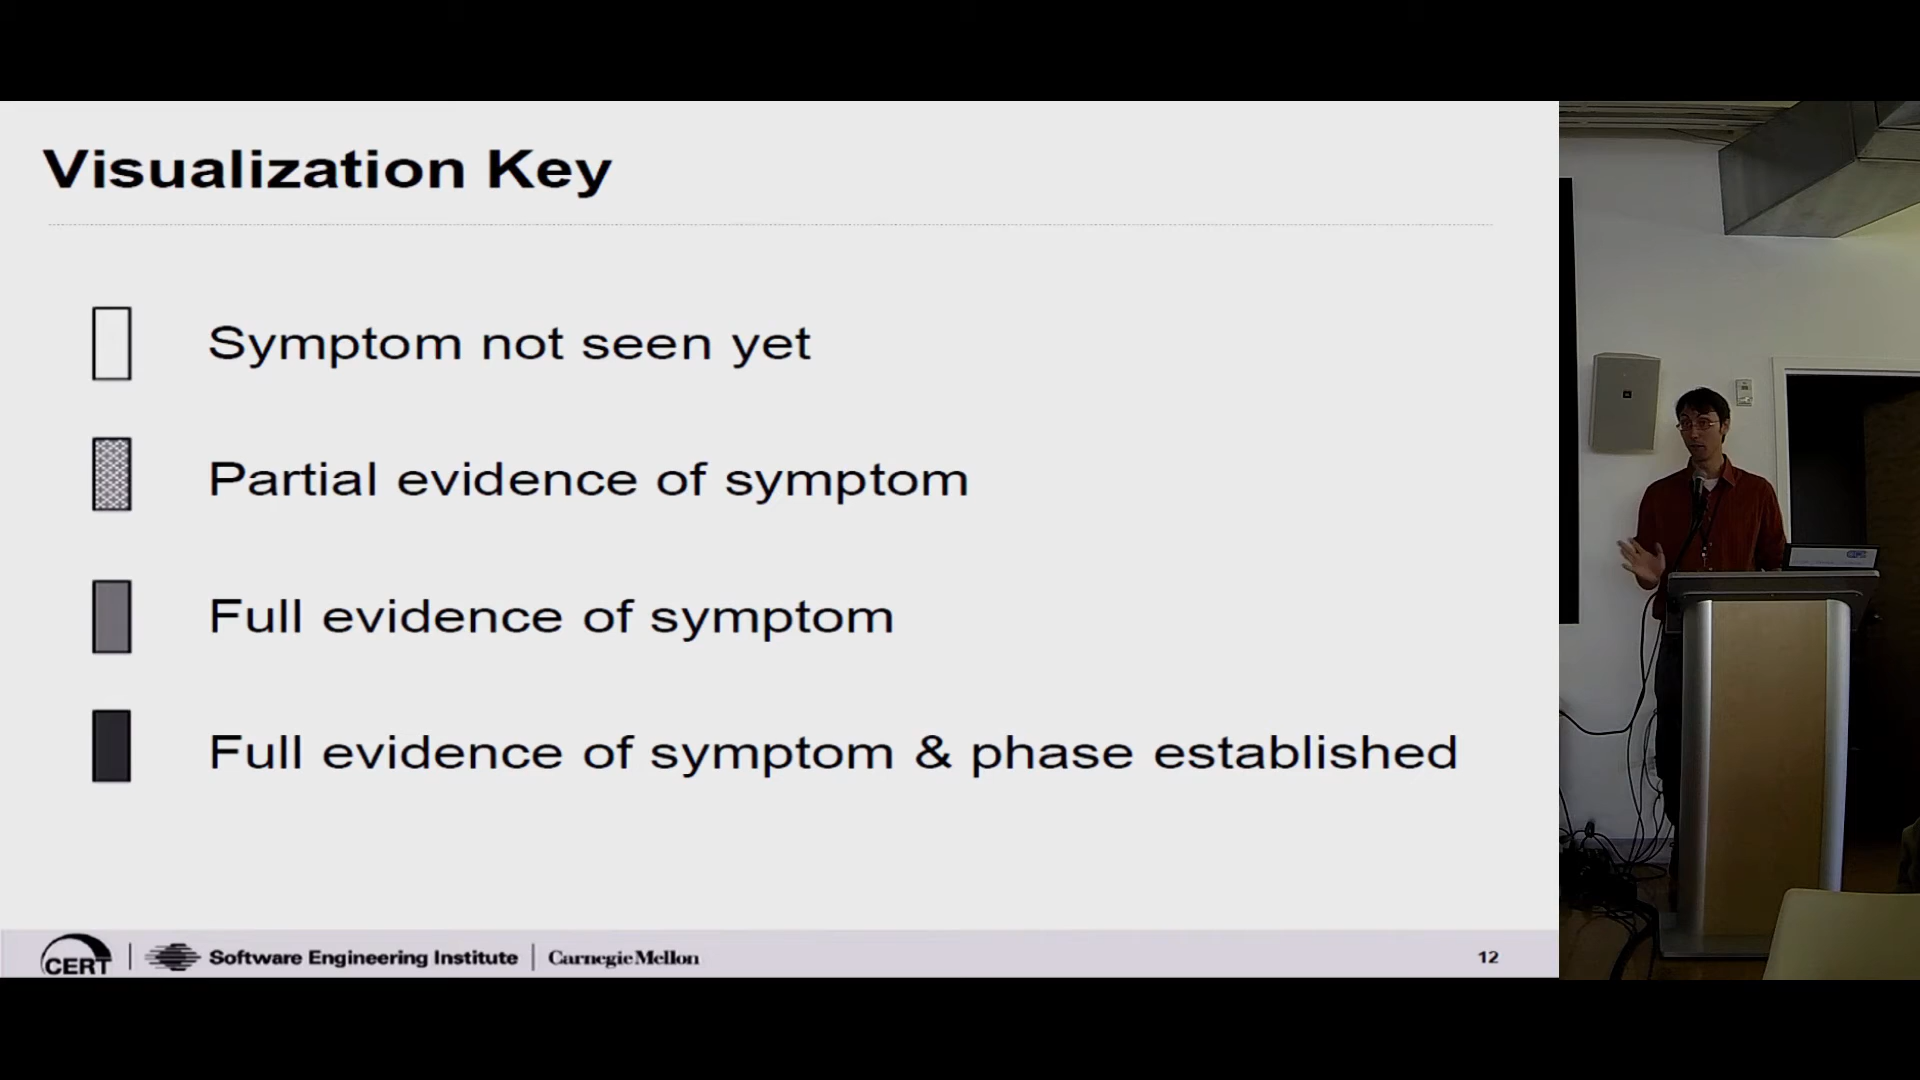 Visualization Key
Symptom not seen yet
Partial evidence of symptom
Full evidence of symptom
Full evidence of symptom & phase established
CERT | Software Engineering Institute | Carnegie Mellon
12